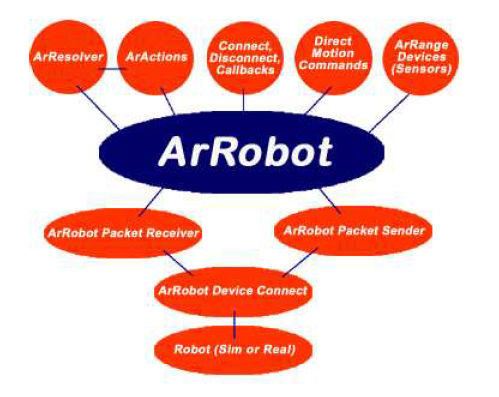 ArResolver
ArActions
Connect,
Disconnect,
Callbacks
Direct
Motion
Commands
ArRange
Devices
(Sensors)
ArRobot
ArRobot Packet Receiver
ArRobot Packet Sender
ArRobot Device Connect
Robot (Sim or Real)